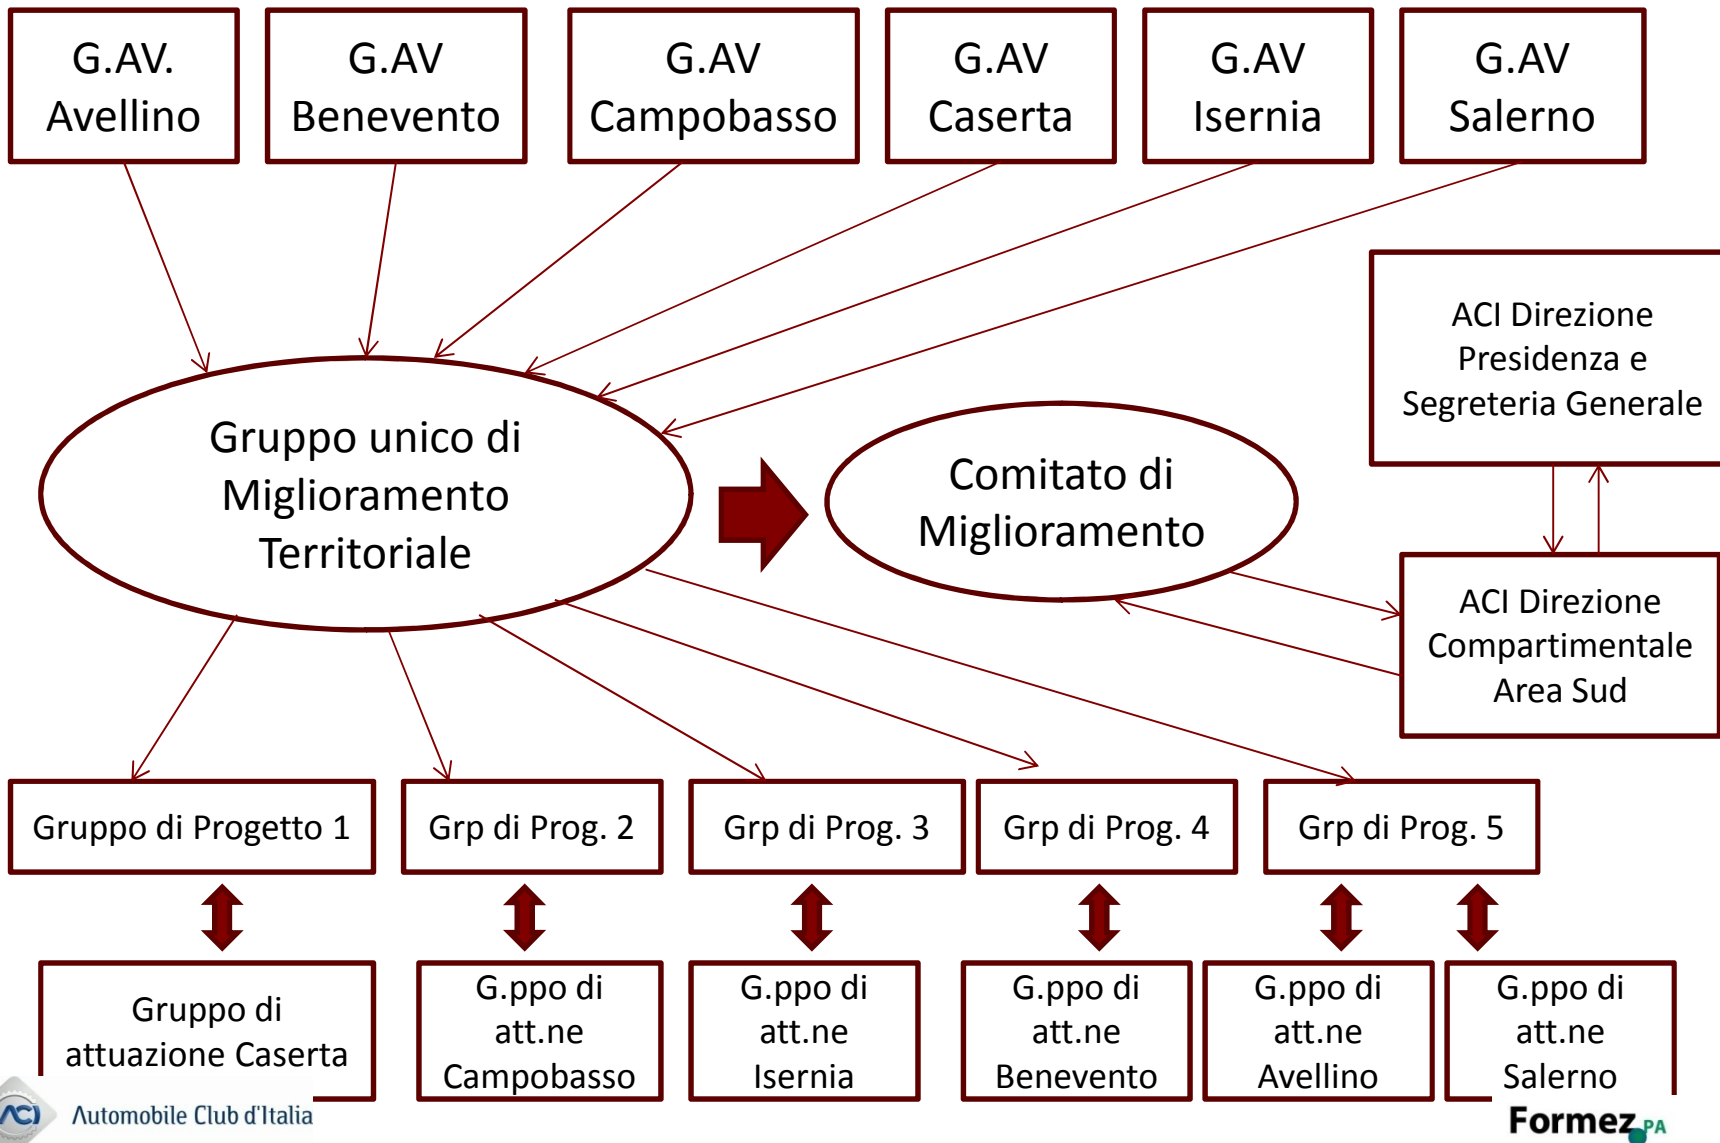 G.AV.
Avellino
G.AV
Benevento
G.AV
Campobasso
G.AV
Caserta
G.AV
Isernia
G.AV
Salerno
ACI Direzione
Presidenza e
Segreteria Generale
Gruppo unico di
Miglioramento
Territoriale
Comitato di
Miglioramento
ACI Direzione
Compartimentale
Area Sud
Gruppo di Progetto 1
Grp di Prog. 2
Grp di Prog. 3
Grp di Prog. 4
Grp di Prog. 5
Gruppo di
attuazione Caserta
G.ppo di
att.ne
Campobasso
G.ppo di
att.ne
Isernia
G.ppo di
att.ne
Benevento
G.ppo di
att.ne
Avellino
G.ppo di
att.ne
Salerno
ACI
Automobile Club d'Italia
Formez PA